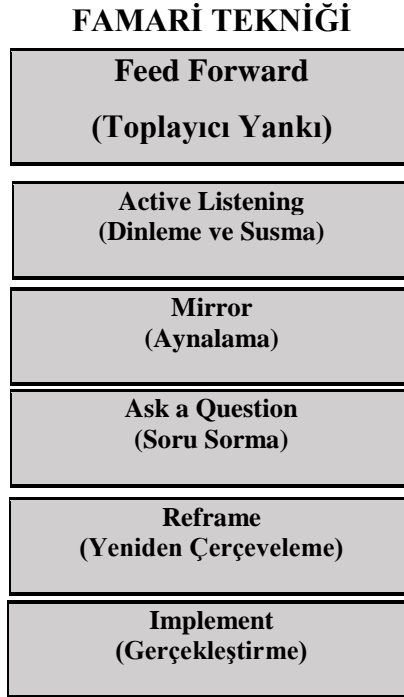 FAMARİ TEKNİĞİ
Feed Forward
(Toplayıcı Yankı)
Active Listening
(Dinleme ve Susma)
Mirror
(Aynalama)
Ask a Question
(Soru Sorma)
Reframe
(Yeniden Çerçeveleme)
Implement
(Gerçekleştirme)